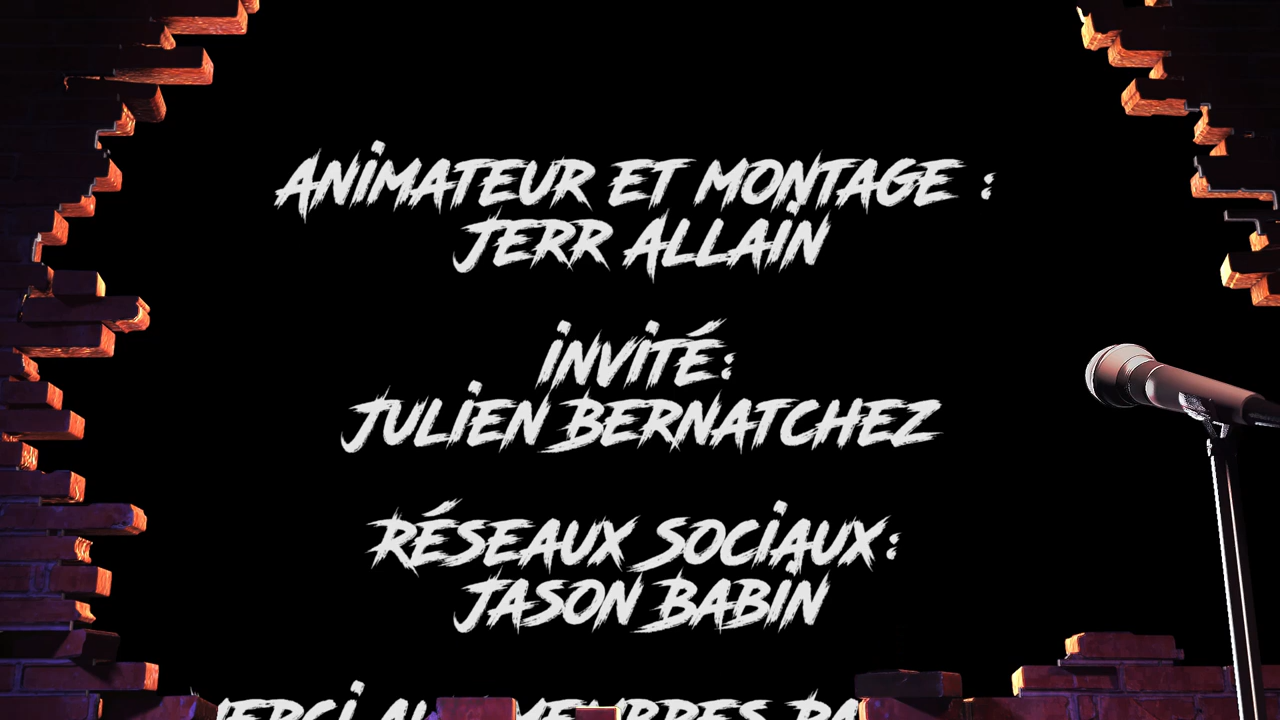 ANIMATEUR ET MONTAGE :
JERR ALLAIN
INVITÉ:
JULIEN BERNATCHEZ
RÉSEAUX SOCIAUX:
JASON BABIN